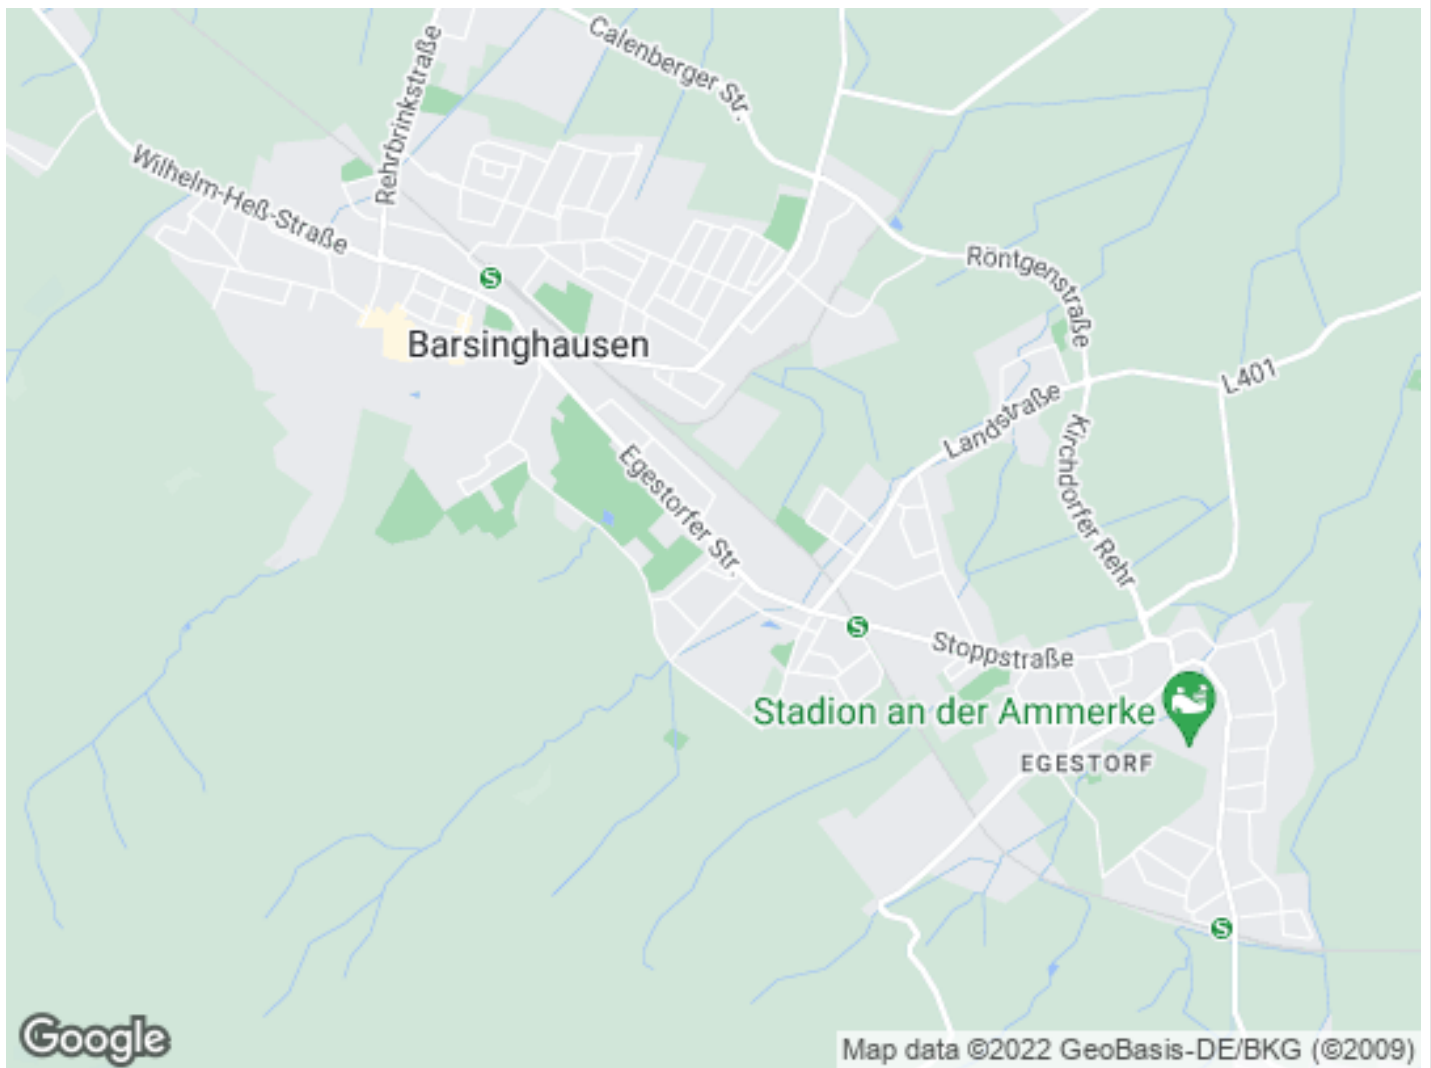 Calenberger Str.
Rehrbrinkstraße
Wilhelm-Heß-Straße
Röntgenstraße
S
Barsinghausen
L401
Landstraße
Kirchdorfer Rehr
Egestorfer Str.
S
Stoppstraße
Stadion an der Ammerke
EGESTORF
S
Google
Map data ©2022 GeoBasis-DE/BKG (©2009)